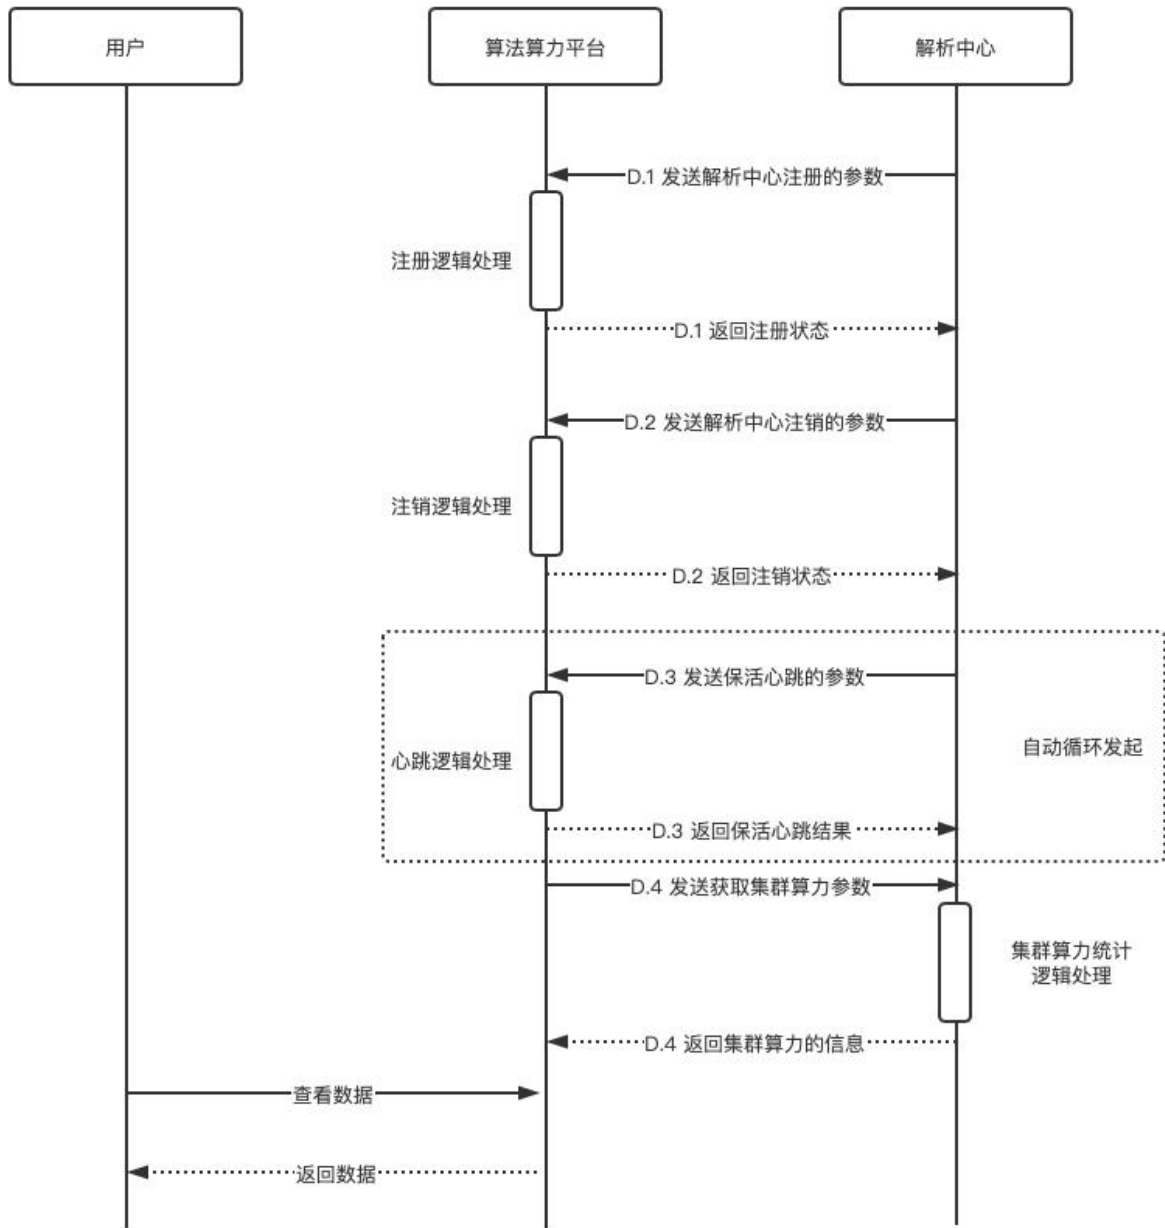 用户
算法算力平台
解析中心
D.1 发送解析中心注册的参数
注册逻辑处理
D.1 返回注册状态
D.2 发送解析中心注销的参数
注销逻辑处理
D.2 返回注销状态
D.3 发送保活心跳的参数
自动循环发起
心跳逻辑处理
D.3 返回保活心跳结果
D.4 发送获取集群算力参数
集群算力统计
逻辑处理
D.4 返回集群算力的信息
查看数据
返回数据